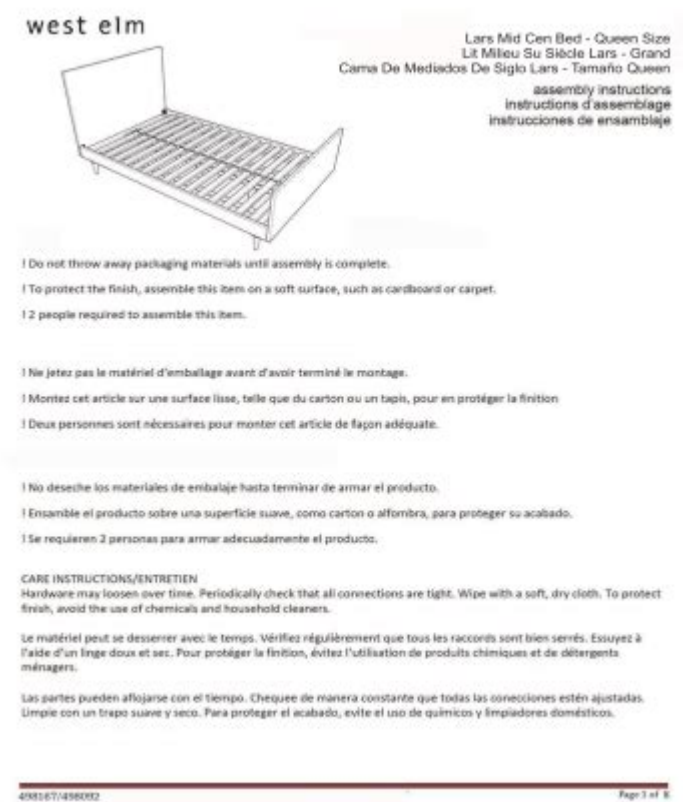 west elm
Lars Mid Cen Bed - Queen Size
Lit Milieu Su Siècle Lars - Grand
Cama De Mediados De Siglo Lars - Tamaño Queen
assembly instructions
instructions d'assemblage
instrucciones de ensamblaje
! Do not throw away packaging materials until assembly is complete.
! To protect the finish, assemble this item on a soft surface, such as cardboard or carpet.
! 2 people required to assemble this item.
! Ne jetez pas le matériel d'emballage avant d'avoir terminé le montage.
! Montez cet article sur une surface lisse, telle que du carton ou un tapis, pour en protéger la finition
! Deux personnes sont nécessaires pour monter cet article de façon adéquate.
! No deseche los materiales de embalaje hasta terminar de armar el producto.
! Ensamble el producto sobre una superficie suave, como carton o alfombra, para proteger su acabado.
! Se requieren 2 personas para armar adecuadamente el producto.
CARE INSTRUCTIONS/ENTRETIEN
Hardware may loosen over time. Periodically check that all connections are tight. Wipe with a soft, dry cloth. To protect
finish, avoid the use of chemicals and household cleaners.
Le matériel peut se desserrer avec le temps. Vérifiez régulièrement que tous les raccords sont bien serrés. Essuyez à
l'aide d'un linge doux et sec. Pour protéger la finition, évitez l'utilisation de produits chimiques et de détergents
ménagers.
Las partes pueden aflojarse con el tiempo. Chequee de manera constante que todas las conecciones estén ajustadas.
Limpie con un trapo suave y seco. Para proteger el acabado, evite el uso de químicos y limpiadores domésticos.
Page 1 of 8